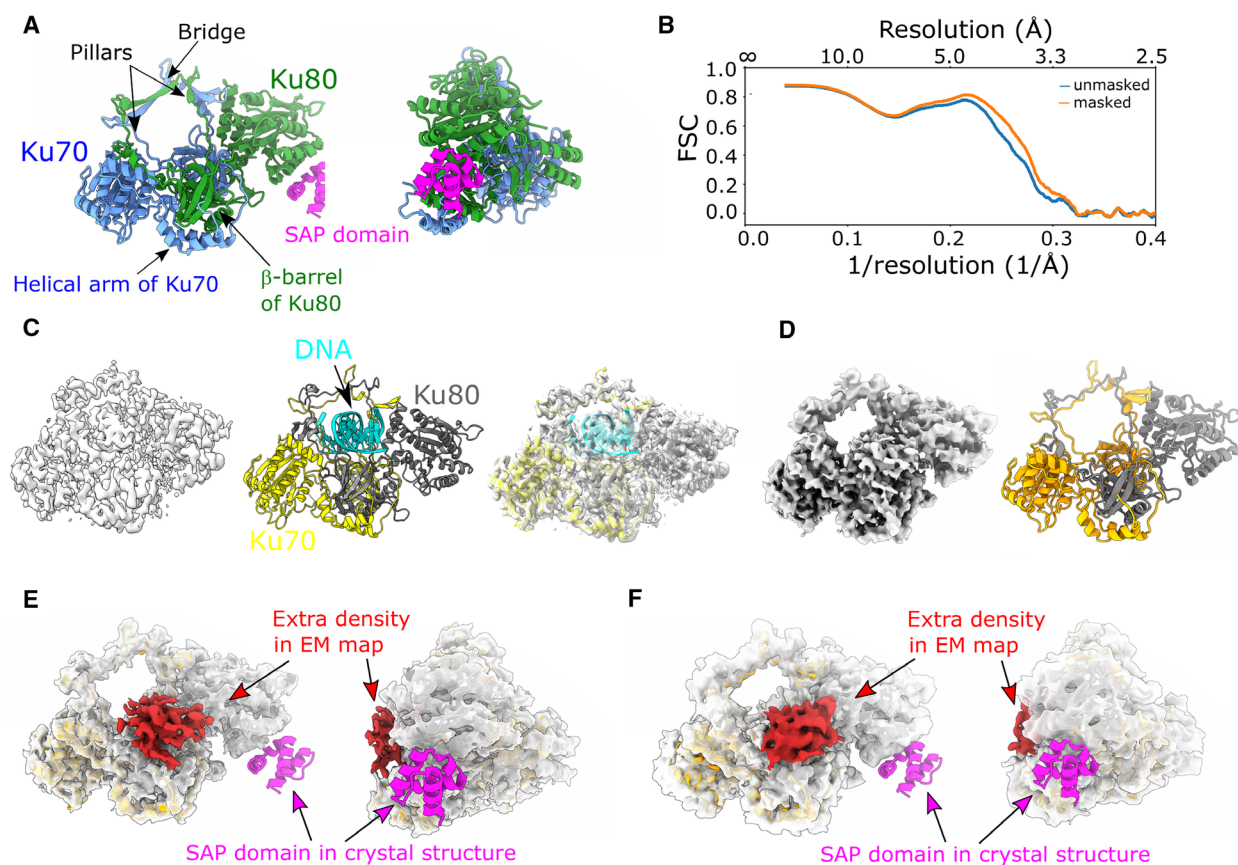 A
Pillars
Bridge
Ku80
Ku70
SAP domain
Helical arm of Ku70
β-barrel
of Ku80
B
Resolution (Å)
∞ 10.0 5.0 3.3 2.5
1.0
0.8
0.6
0.4
0.2
0.0
FSC
unmasked
masked
0.0 0.1 0.2 0.3 0.4
1/resolution (1/Å)
C
DNA
Ku80
Ku70
D
E
Extra density
in EM map
SAP domain in crystal structure
F
Extra density
in EM map
SAP domain in crystal structure